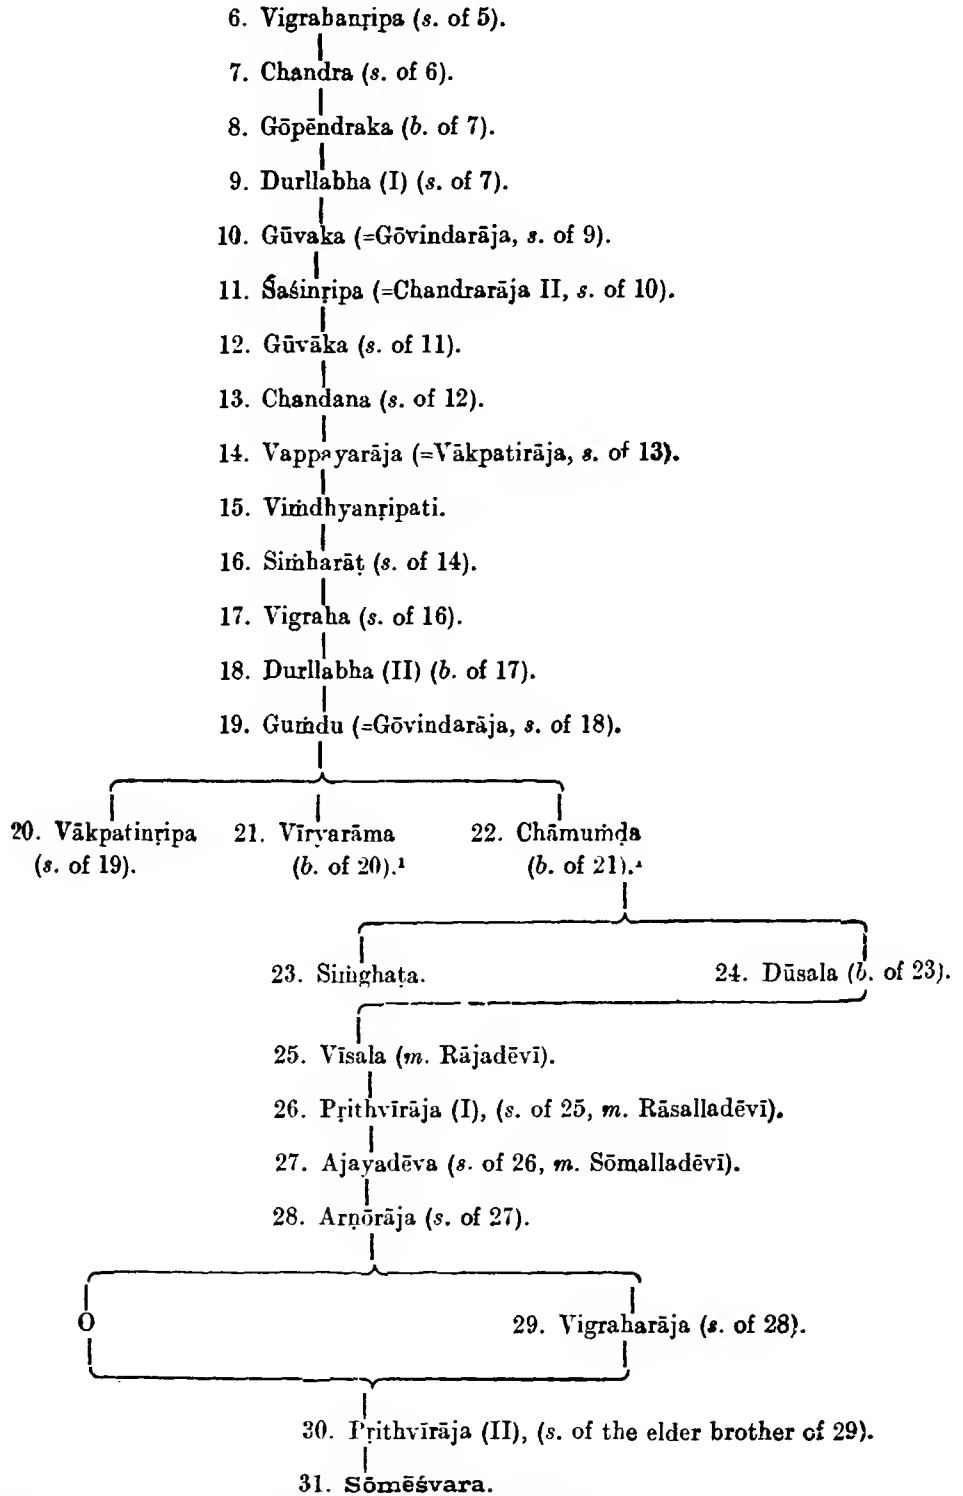 6. Vigrahanṛipa (s. of 5).
7. Chandra (s. of 6).
8. Gōpēndraka (b. of 7).
9. Durllabha (I) (s. of 7).
10. Gūvaka (=Gōvindarāja, s. of 9).
11. Śaśinṛipa (=Chandrarāja II, s. of 10).
12. Gūvāka (s. of 11).
13. Chandana (s. of 12).
14. Vappayarāja (=Vākpatirāja, s. of 13).
15. Viṁdhyanṛipati.
16. Siṁharāṭ (s. of 14).
17. Vigraha (s. of 16).
18. Durllabha (II) (b. of 17).
19. Guṁdu (=Gōvindarāja, s. of 18).
20. Vākpatinṛipa 21. Vīryarāma 22. Chāmuṁḍa
(s. of 19). (b. of 20).¹ (b. of 21).¹
23. Siṁghaṭa. 24. Dūsala (b. of 23).
25. Vīsala (m. Rājadēvī).
26. Pṛithvīrāja (I), (s. of 25, m. Rāsalladēvī).
27. Ajayadēva (s. of 26, m. Sōmalladēvī).
28. Arṇōrāja (s. of 27).
O 29. Vigraharāja (s. of 28).
30. Pṛithvīrāja (II), (s. of the elder brother of 29).
31. Sōmēśvara.